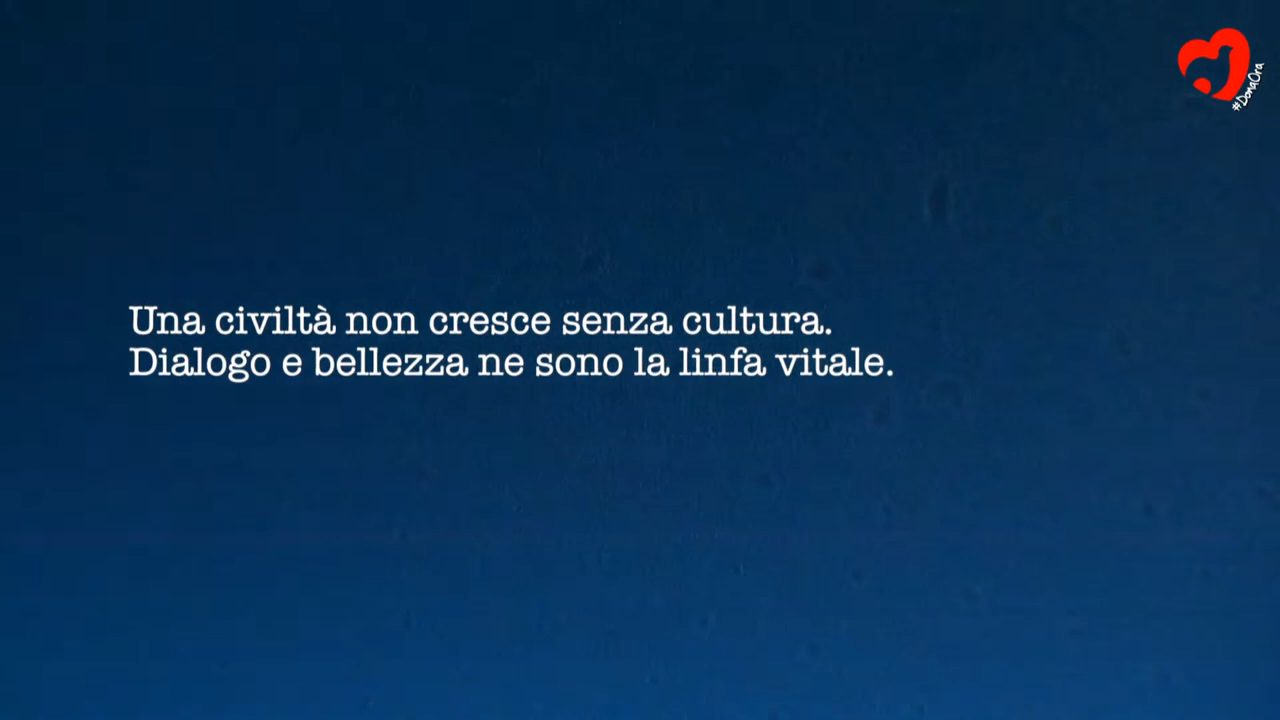 #DonaOra
Una civiltà non cresce senza cultura.
Dialogo e bellezza ne sono la linfa vitale.